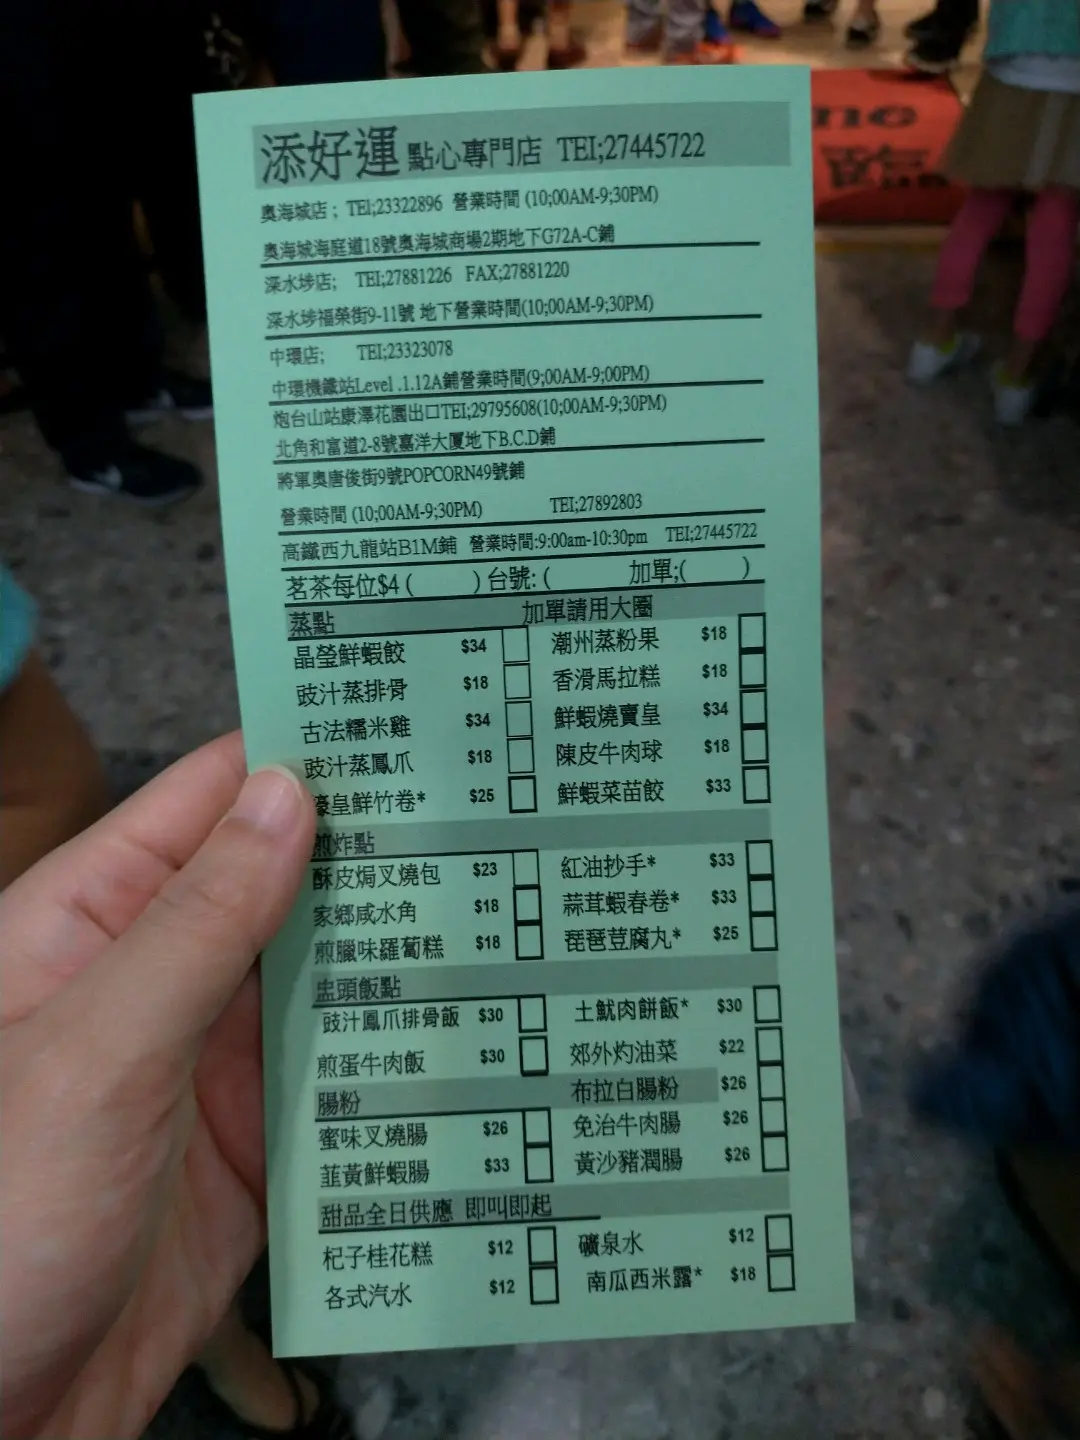 添好運 點心專門店 TEI;27445722
奧海城店； TEI;23322896 營業時間 (10;00AM-9;30PM)
奧海城海庭道18號奧海城商場2期地下G72A-C鋪
深水埗店; TEI;27881226 FAX;27881220
深水埗福榮街9-11號 地下營業時間(10;00AM-9;30PM)
中環店; TEI;23323078
中環機鐵站Level .1.12A鋪營業時間(9;00AM-9;00PM)
炮台山站康澤花園出口TEI;29795608(10;00AM-9;30PM)
北角和富道2-8號嘉洋大厦地下B.C.D鋪
將軍奧唐俊街9號POPCORN49號鋪
營業時間 (10;00AM-9;30PM) TEI;27892803
高鐵西九龍站B1M鋪 營業時間:9:00am-10:30pm TEI;27445722
茗茶每位$4 ( ) 台號: ( 加單;( )
蒸點 加單請用大圈
晶瑩鮮蝦餃 $34 潮州蒸粉果 $18
豉汁蒸排骨 $18 香滑馬拉糕 $18
古法糯米雞 $34 鮮蝦燒賣皇 $34
豉汁蒸鳳爪 $18 陳皮牛肉球 $18
皇鮮竹卷* $25 鮮蝦菜苗餃 $33
煎炸點
酥皮焗叉燒包 $23 紅油抄手* $33
家鄉咸水角 $18 蒜茸蝦春卷* $33
煎臘味羅蔔糕 $18 琵琶荳腐丸* $25
盅頭飯點
豉汁鳳爪排骨飯 $30 土魷肉餅飯* $30
煎蛋牛肉飯 $30 郊外灼油菜 $22
腸粉 布拉白腸粉 $26
蜜味叉燒腸 $26 免治牛肉腸 $26
韮黃鮮蝦腸 $33 黃沙豬潤腸 $26
甜品全日供應 即叫即起
杞子桂花糕 $12 礦泉水 $12
各式汽水 $12 南瓜西米露* $18